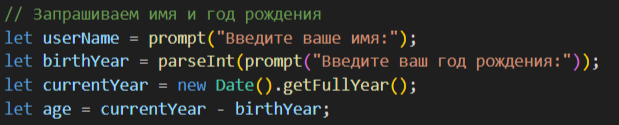 // Запрашиваем имя и год рождения
let userName = prompt("Введите ваше имя:");
let birthYear = parseInt(prompt("Введите ваш год рождения:"));
let currentYear = new Date().getFullYear();
let age = currentYear - birthYear;